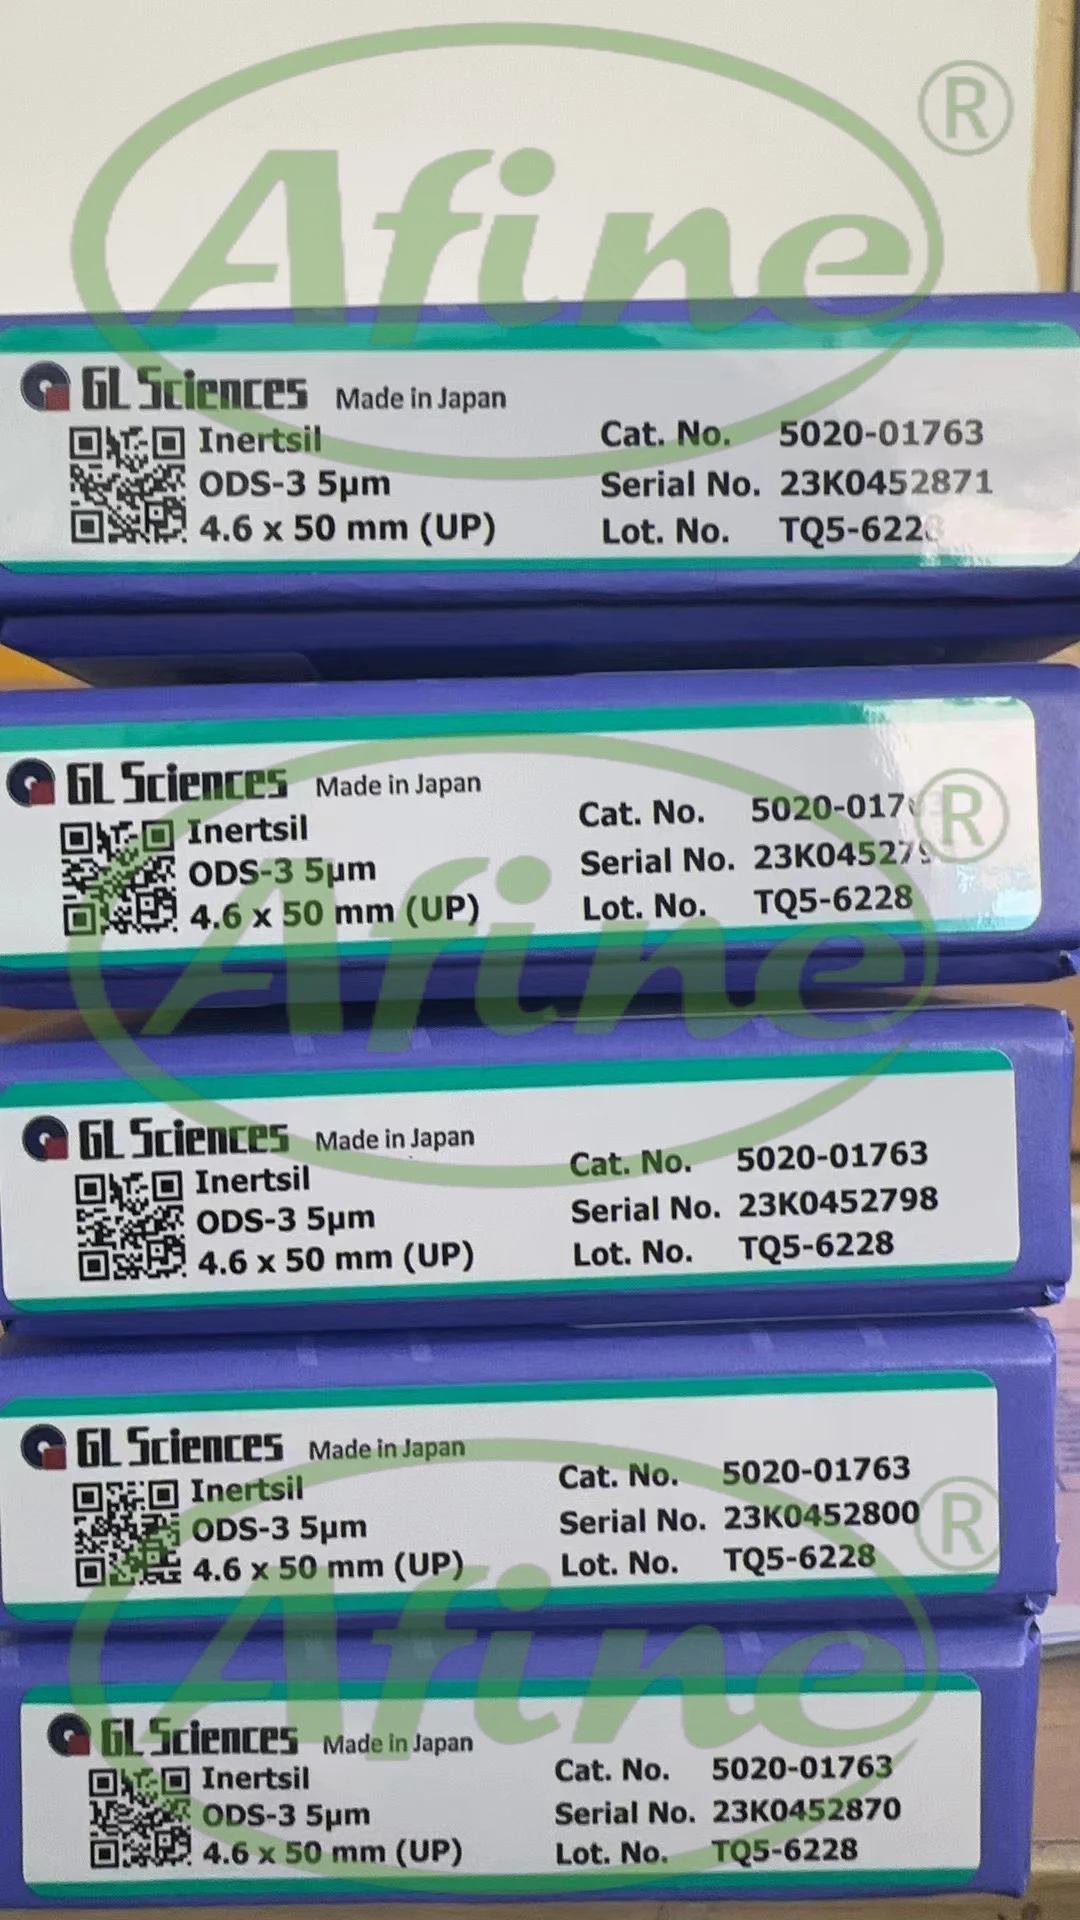 Afine ®
GL Sciences Made in Japan
Inertsil
ODS-3 5µm
4.6 x 50 mm (UP)
Cat. No. 5020-01763
Serial No. 23K0452871
Lot. No.
Afine ®
GL Sciences Made in Japan
Inertsil
ODS-3 5µm
4.6 x 50 mm (UP)
Cat. No.
Serial No.
Lot. No. TQ5-6228
GL Sciences Made in Japan
Inertsil
ODS-3 5µm
4.6 x 50 mm (UP)
Cat. No. 5020-01763
Serial No. 23K0452798
Lot. No. TQ5-6228
GL Sciences Made in Japan
Inertsil
ODS-3 5µm
4.6 x 50 mm (UP)
Cat. No. 5020-01763
Serial No. 23K0452800
Lot. No. TQ5-6228
Afine ®
GL Sciences Made in Japan
Inertsil
ODS-3 5µm
4.6 x 50 mm (UP)
Cat. No. 5020-01763
Serial No. 23K0452870
Lot. No. TQ5-6228